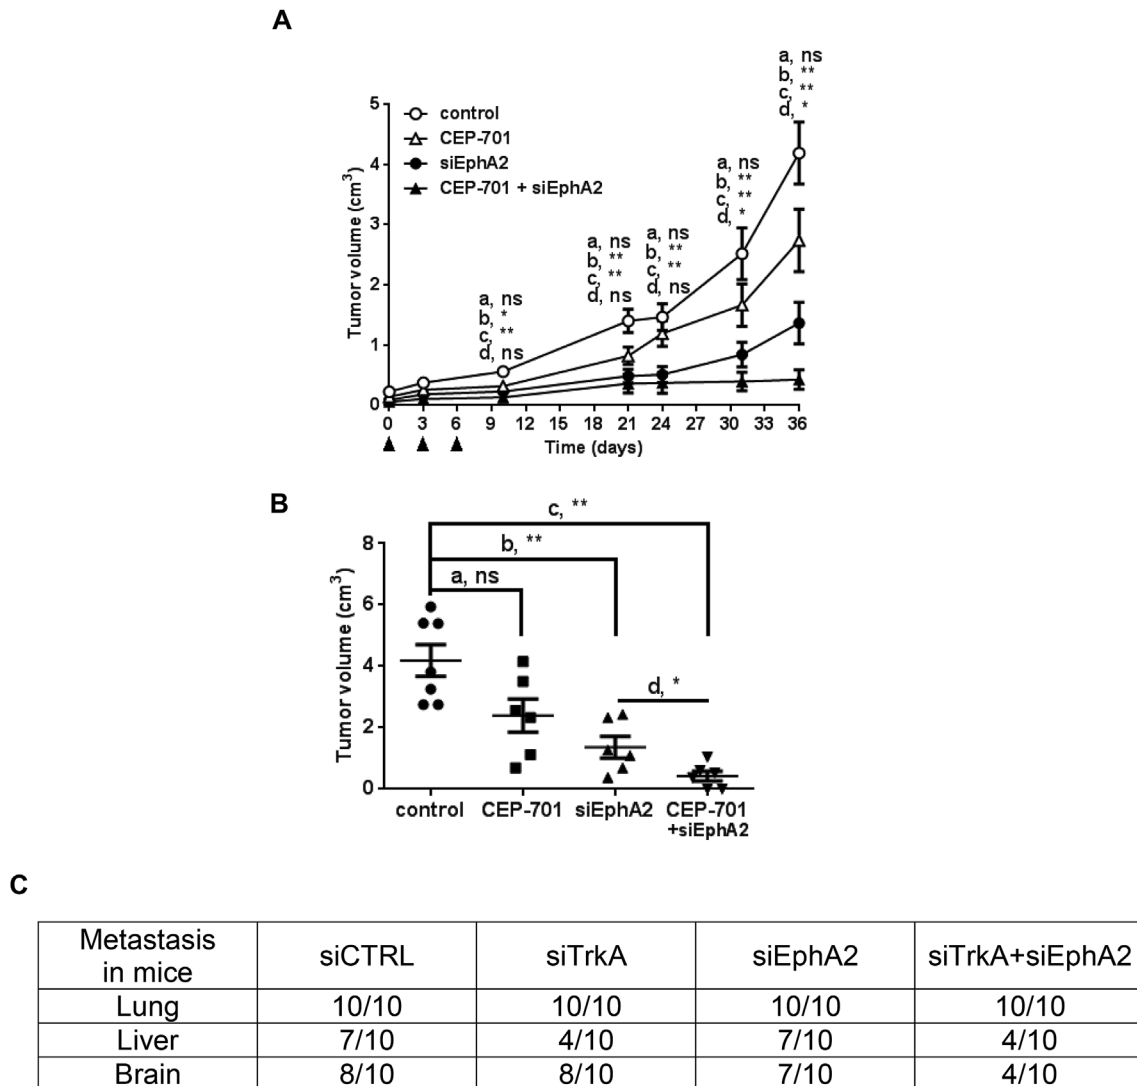 A
a, ns
b, **
c, **
d, *
5
control
CEP-701
siEphA2
CEP-701 + siEphA2
a, ns
b, **
c, **
d, *
4
3
a, ns
b, **
c, **
d, ns
a, ns
b, **
c, **
d, ns
2
a, ns
b, *
c, **
d, ns
1
0
Tumor volume (cm3)
0 3 6 9 12 15 18 21 24 27 30 33 36
Time (days)
B
c, **
b, **
a, ns
d, *
8
6
4
2
0
Tumor volume (cm3)
control CEP-701 siEphA2 CEP-701
+siEphA2
C
Metastasis in mice siCTRL siTrkA siEphA2 siTrkA+siEphA2
Lung 10/10 10/10 10/10 10/10
Liver 7/10 4/10 7/10 4/10
Brain 8/10 8/10 7/10 4/10